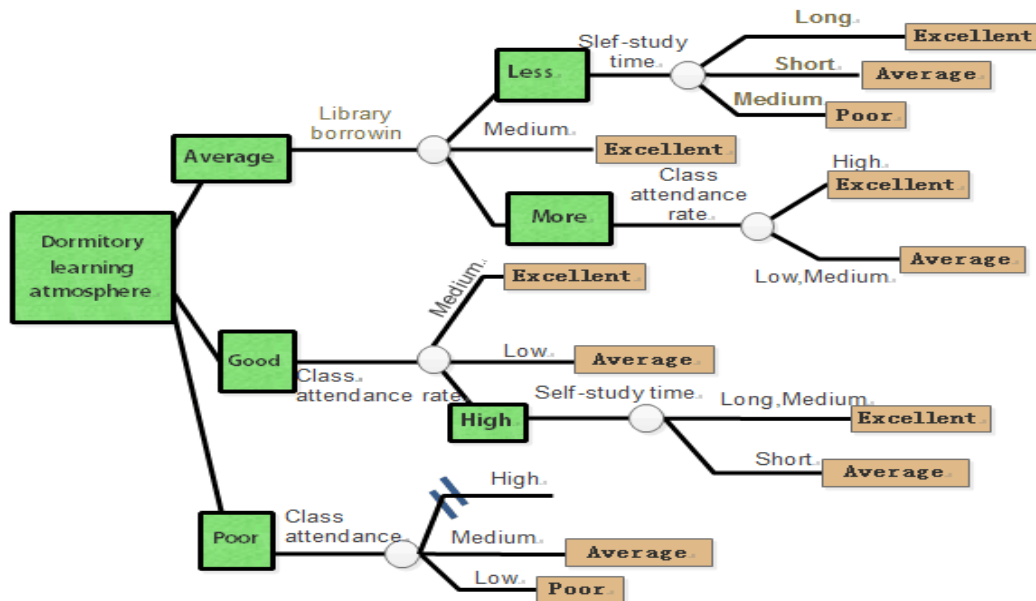 Dormitory
learning
atmosphere
Average
Library
borrowin
Less
Slef-study
time
Long
Excellent
Short
Average
Medium
Poor
Medium
Excellent
More
Class
attendance
rate
High
Excellent
Low,Medium
Average
Good
Class
attendance rate
Medium
Excellent
Low
Average
High
Self-study time
Long,Medium
Excellent
Short
Average
Poor
Class
attendance
High
Medium
Average
Low
Poor